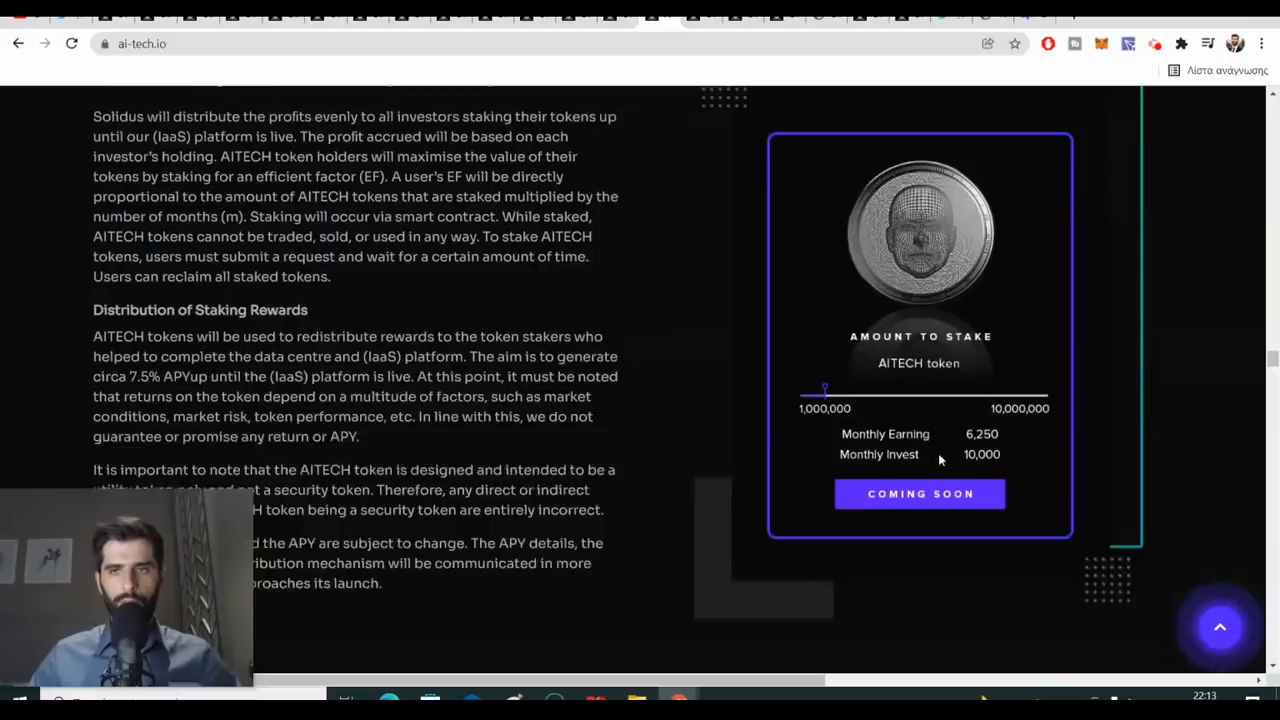 ai-tech.io
Λίστα ανάγνωσης
Solidus will distribute the profits evenly to all investors staking their tokens up
until our (IaaS) platform is live. The profit accrued will be based on each
investor's holding. AITECH token holders will maximise the value of their
tokens by staking for an efficient factor (EF). A user's EF will be directly
proportional to the amount of AITECH tokens that are staked multiplied by the
number of months (m). Staking will occur via smart contract. While staked,
AITECH tokens cannot be traded, sold, or used in any way. To stake AITECH
tokens, users must submit a request and wait for a certain amount of time.
Users can reclaim all staked tokens.
Distribution of Staking Rewards
AITECH tokens will be used to redistribute rewards to the token stakers who
helped to complete the data centre and (IaaS) platform. The aim is to generate
circa 7.5% APYup until the (IaaS) platform is live. At this point, it must be noted
that returns on the token depend on a multitude of factors, such as market
conditions, market risk, token performance, etc. In line with this, we do not
guarantee or promise any return or APY.
It is important to note that the AITECH token is designed and intended to be a
not a security token. Therefore, any direct or indirect
token being a security token are entirely incorrect.
the APY are subject to change. The APY details, the
mechanism will be communicated in more
its launch.
AMOUNT TO STAKE
AITECH token
1,000,000 10,000,000
Monthly Earning 6,250
Monthly Invest 10,000
COMING SOON
22:13